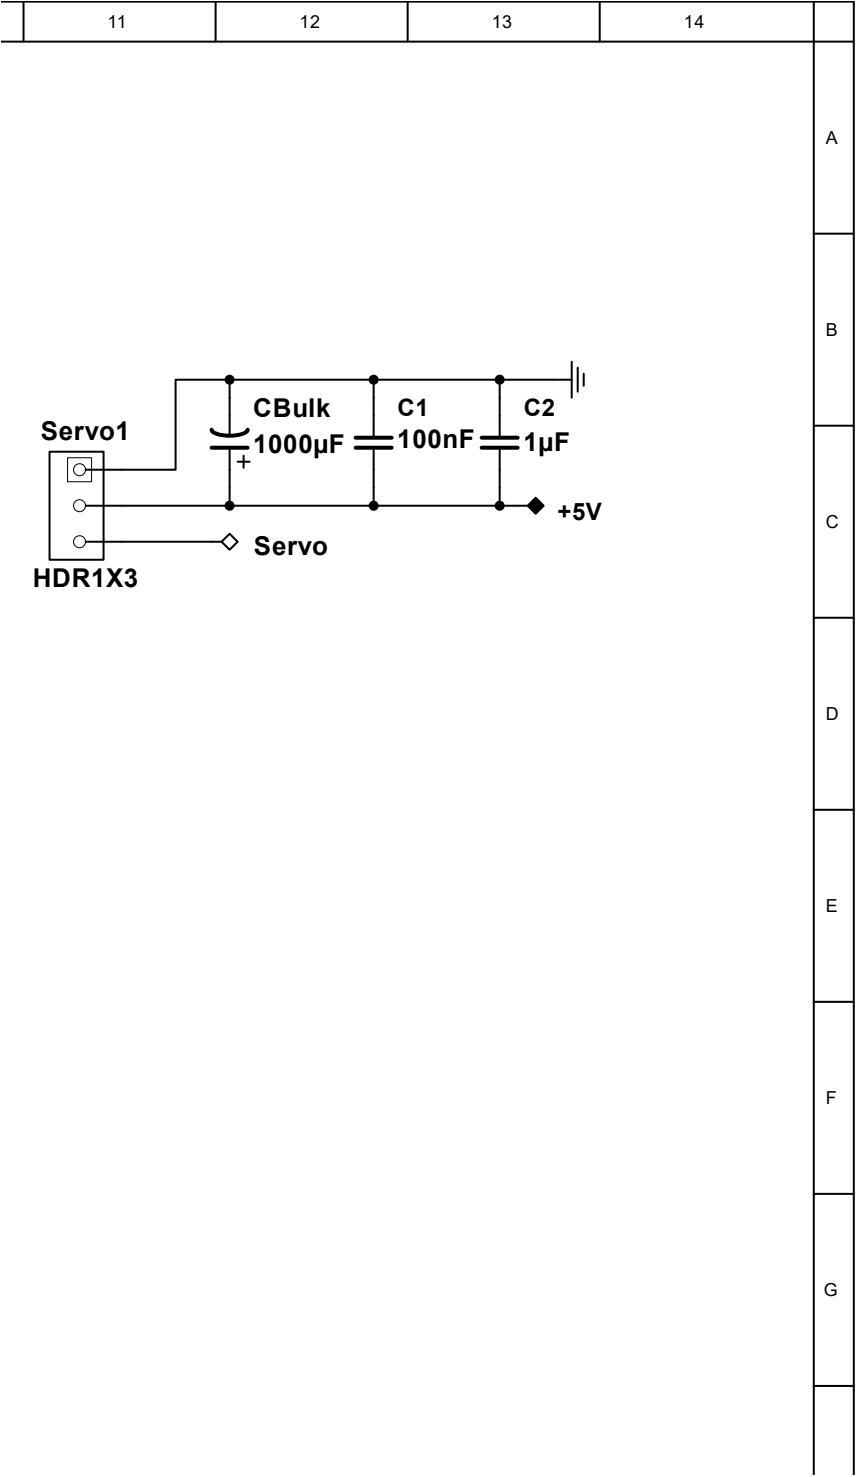 11 12 13 14
A
B
CBulk C1 C2
Servo1 1000µF 100nF 1µF
+
+5V
C
Servo
HDR1X3
D
E
F
G